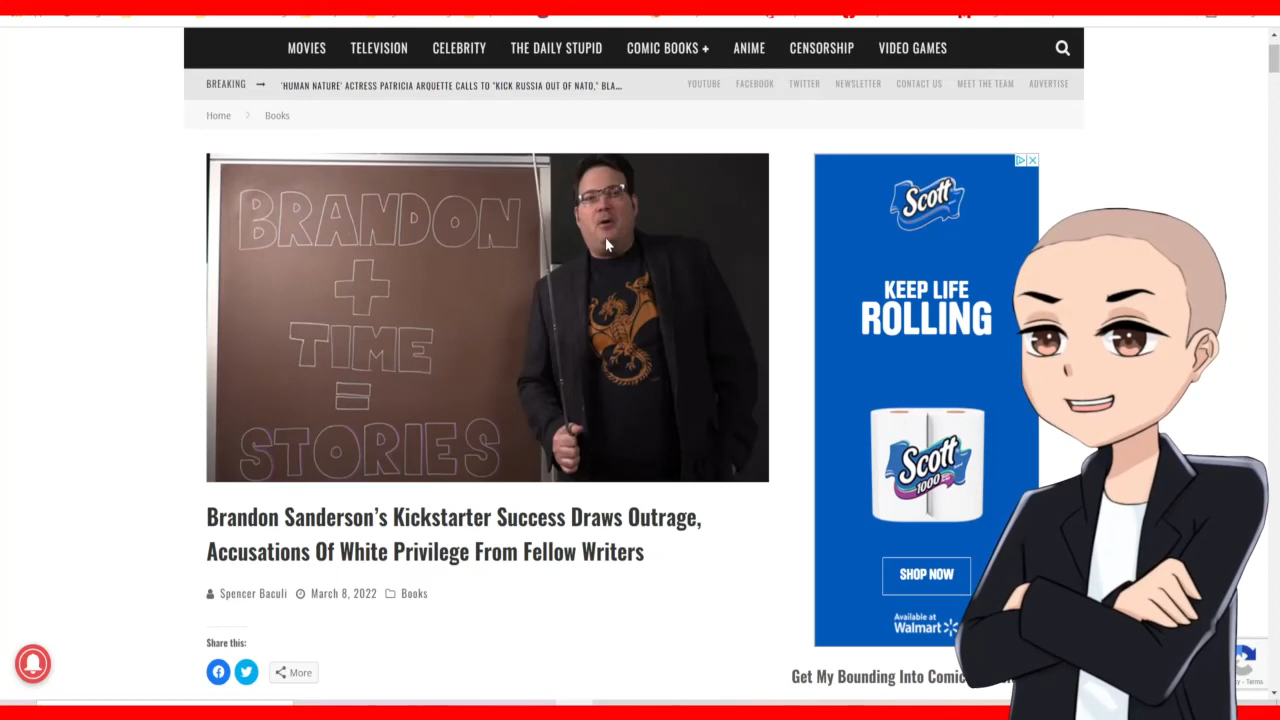 MOVIES TELEVISION CELEBRITY THE DAILY STUPID COMIC BOOKS + ANIME CENSORSHIP VIDEO GAMES
BREAKING → 'HUMAN NATURE' ACTRESS PATRICIA ARQUETTE CALLS TO "KICK RUSSIA OUT OF NATO," BLA... YOUTUBE FACEBOOK TWITTER NEWSLETTER CONTACT US MEET THE TEAM ADVERTISE
Home > Books
BRANDON
+
TIME
=
STORIES
Scott
KEEP LIFE
ROLLING
Scott
1000
SHOP NOW
Available at
Walmart
Brandon Sanderson's Kickstarter Success Draws Outrage,
Accusations Of White Privilege From Fellow Writers
Spencer Baculi March 8, 2022 Books
Share this:
More
Get My Bounding Into Comic
- Terms